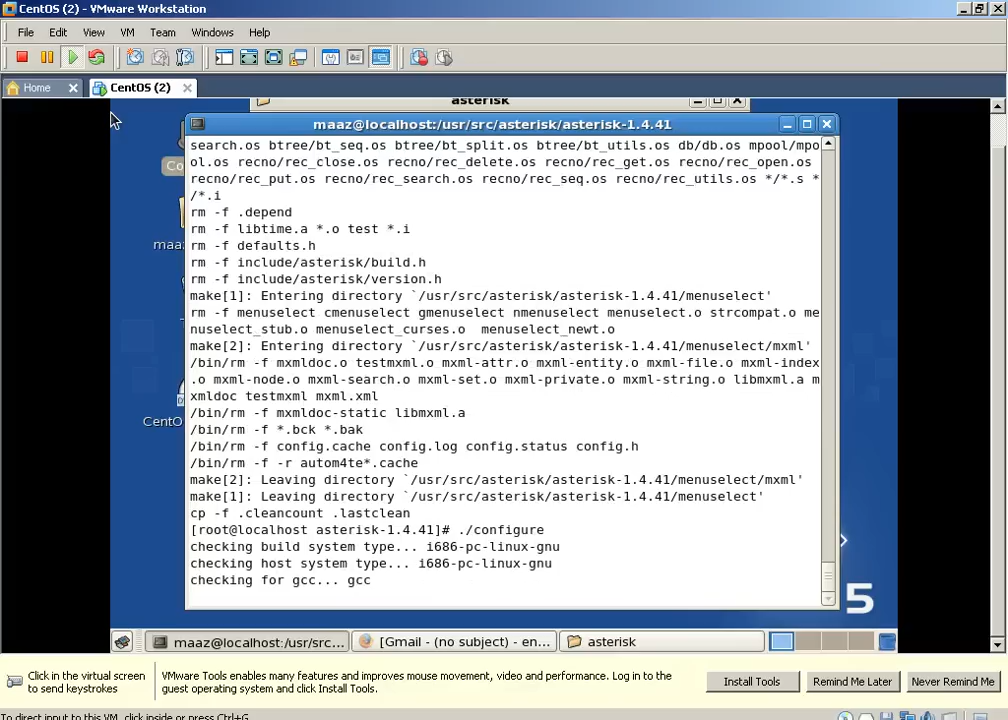 CentOS (2) - VMware Workstation
File Edit View VM Team Windows Help
Home CentOS (2)
asterisk
maaz@localhost:/usr/src/asterisk/asterisk-1.4.41
search.os btree/bt_seq.os btree/bt_split.os btree/bt_utils.os db/db.os mpool/mpo
ol.os recno/rec_close.os recno/rec_delete.os recno/rec_get.os recno/rec_open.os
recno/rec_put.os recno/rec_search.os recno/rec_seq.os recno/rec_utils.os */*.s *
/*.i
rm -f .depend
rm -f libtime.a *.o test *.i
rm -f defaults.h
rm -f include/asterisk/build.h
rm -f include/asterisk/version.h
make[1]: Entering directory `/usr/src/asterisk/asterisk-1.4.41/menuselect'
rm -f menuselect cmenuselect gmenuselect nmenuselect menuselect.o strcompat.o me
nuselect_stub.o menuselect_curses.o  menuselect_newt.o
make[2]: Entering directory `/usr/src/asterisk/asterisk-1.4.41/menuselect/mxml'
/bin/rm -f mxmldoc.o testmxml.o mxml-attr.o mxml-entity.o mxml-file.o mxml-index
.o mxml-node.o mxml-search.o mxml-set.o mxml-private.o mxml-string.o libmxml.a m
xmldoc testmxml mxml.xml
/bin/rm -f mxmldoc-static libmxml.a
/bin/rm -f *.bck *.bak
/bin/rm -f config.cache config.log config.status config.h
/bin/rm -f -r autom4te*.cache
make[2]: Leaving directory `/usr/src/asterisk/asterisk-1.4.41/menuselect/mxml'
make[1]: Leaving directory `/usr/src/asterisk/asterisk-1.4.41/menuselect'
cp -f .cleancount .lastclean
[root@localhost asterisk-1.4.41]# ./configure
checking build system type... i686-pc-linux-gnu
checking host system type... i686-pc-linux-gnu
checking for gcc... gcc
Co
maa
CentO
5
maaz@localhost:/usr/src... [Gmail - (no subject) - en... asterisk
Click in the virtual screen
to send keystrokes
VMware Tools enables many features and improves mouse movement, video and performance. Log in to the
guest operating system and click Install Tools.
Install Tools Remind Me Later Never Remind Me
To direct input to this VM, click inside or press Ctrl+G.